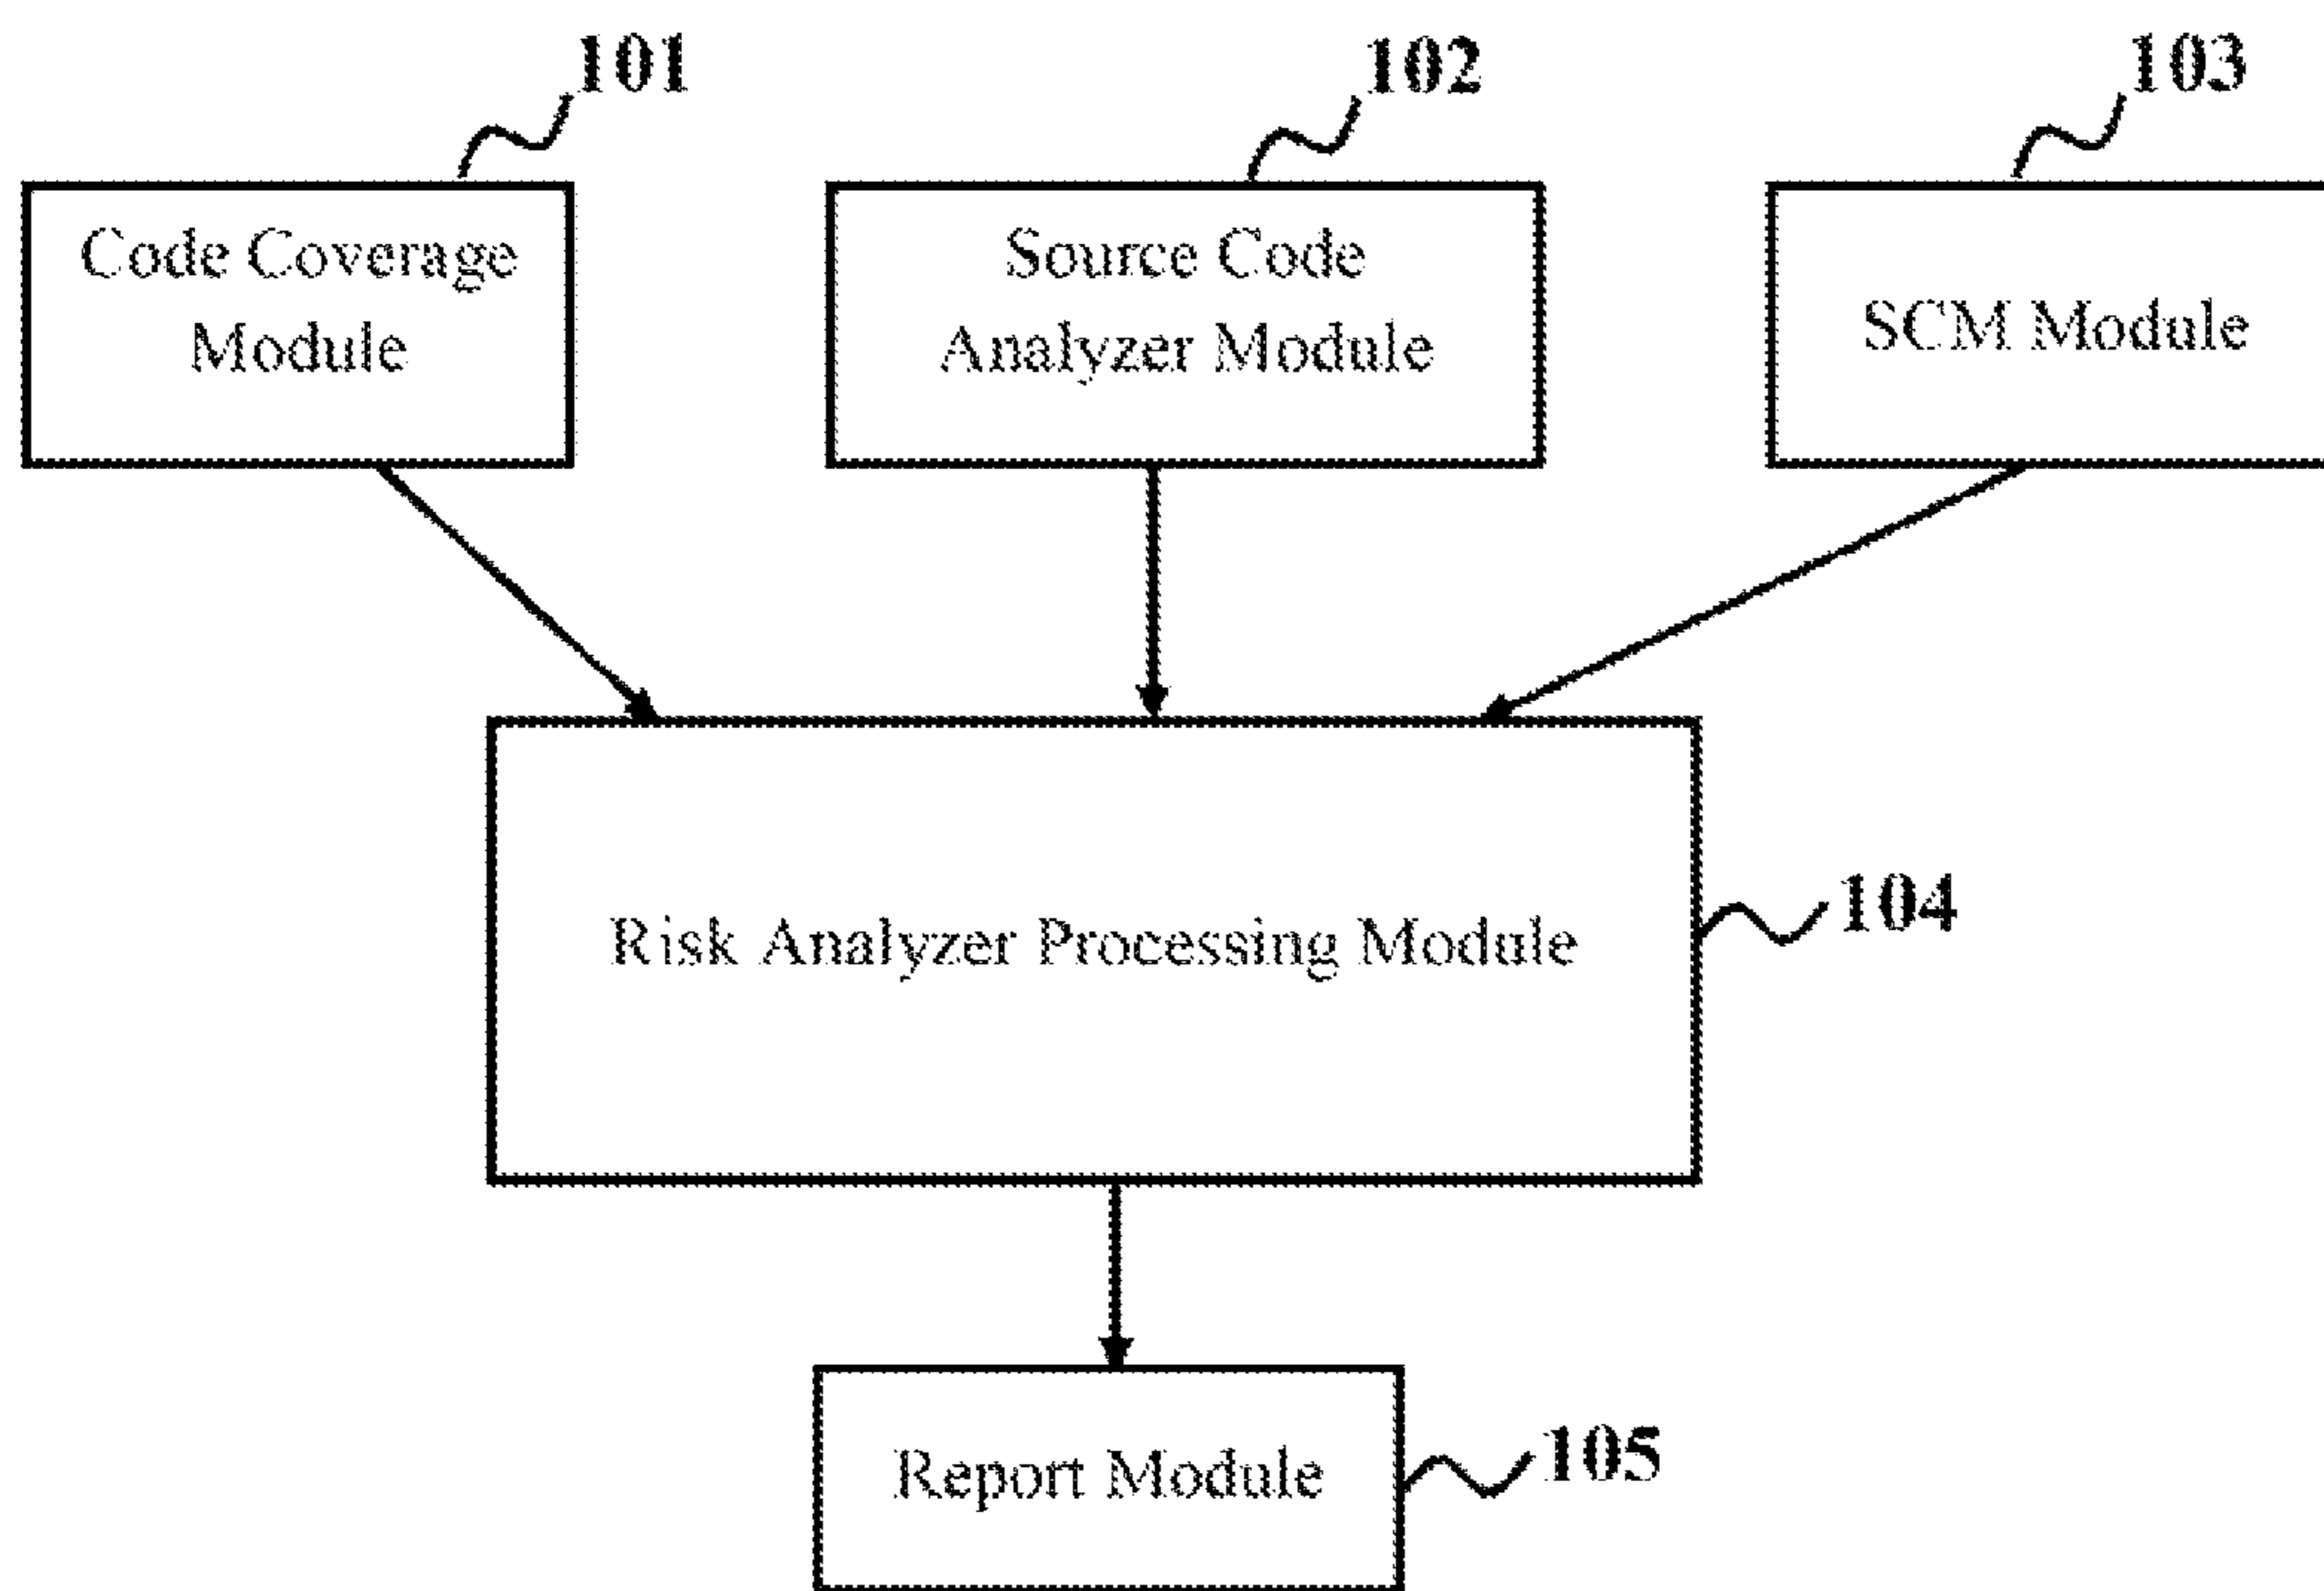 101
102
103
Code Coverage
Module
Source Code
Analyzer Module
SCM Module
Risk Analyzer Processing Module
104
Report Module
105